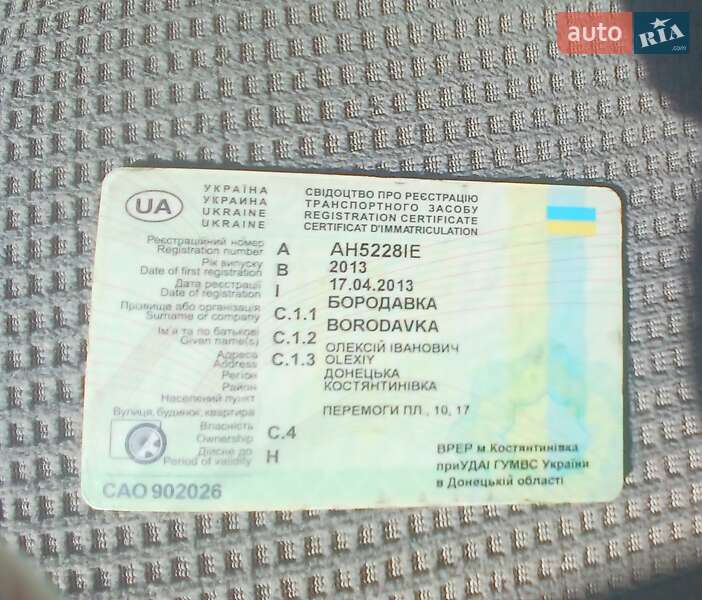 auto RIA .com
UA
УКРАЇНА
УКРАИНА
UKRAINE
UKRAINE
СВІДОЦТВО ПРО РЕЄСТРАЦІЮ
ТРАНСПОРТНОГО ЗАСОБУ
REGISTRATION CERTIFICATE
CERTIFICAT D'IMMATRICULATION
Реєстраційний номер
Registration number A AH5228IE
Рік випуску
Date of first registration B 2013
Дата реєстрації
Date of registration I 17.04.2013
Прізвище або організація
Surname or company C.1.1 БОРОДАВКА
BORODAVKA
Ім'я та по батькові
Given name(s) C.1.2 ОЛЕКСІЙ ІВАНОВИЧ
OLEXIY
Адреса
Address C.1.3
Регіон ДОНЕЦЬКА
Район КОСТЯНТИНІВКА
Населений пункт
Вулиця, будинок, квартира ПЕРЕМОГИ ПЛ , 10, 17
Власність
Ownership C.4
Дійсне до
Period of validity H
ВРЕР м.Костянтинівка
приУДАІ ГУМВС України
в Донецькій області
CAO 902026